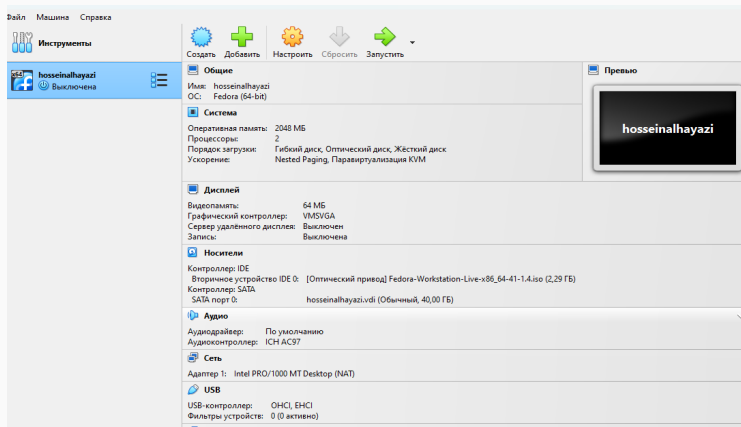 Файл Машина Справка
Инструменты
Создать Добавить Настроить Сбросить Запустить
x64
hosseinalhayazi
Выключена
Общие
Имя: hosseinalhayazi
ОС: Fedora (64-bit)
Превью
hosseinalhayazi
Система
Оперативная память: 2048 МБ
Процессоры: 2
Порядок загрузки: Гибкий диск, Оптический диск, Жёсткий диск
Ускорение: Nested Paging, Паравиртуализация KVM
Дисплей
Видеопамять: 64 МБ
Графический контроллер: VMSVGA
Сервер удалённого дисплея: Выключен
Запись: Выключена
Носители
Контроллер: IDE
Вторичное устройство IDE 0: [Оптический привод] Fedora-Workstation-Live-x86_64-41-1.4.iso (2,29 ГБ)
Контроллер: SATA
SATA порт 0: hosseinalhayazi.vdi (Обычный, 40,00 ГБ)
Аудио
Аудиодрайвер: По умолчанию
Аудиоконтроллер: ICH AC97
Сеть
Адаптер 1: Intel PRO/1000 MT Desktop (NAT)
USB
USB-контроллер: OHCI, EHCI
Фильтры устройств: 0 (0 активно)